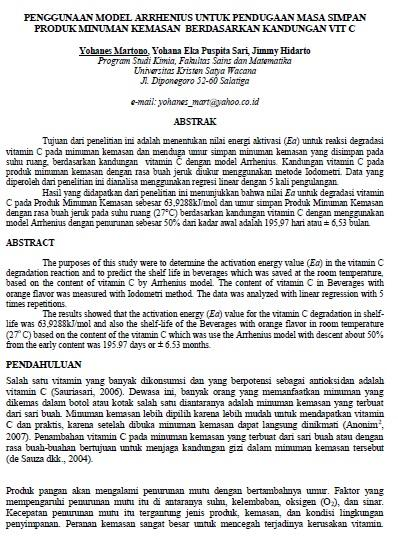 PENGGUNAAN MODEL ARRHENIUS UNTUK PENDUGAAN MASA SIMPAN
PRODUK MINUMAN KEMASAN BERDASARKAN KANDUNGAN VIT C
Yohanes Martono, Yohana Eka Puspita Sari, Jimmy Hidarto
Program Studi Kimia, Fakultas Sains dan Matematika
Universitas Kristen Satya Wacana
Jl. Diponegoro 52-60 Salatiga
e-mail: yohanes_mart@yahoo.co.id
ABSTRAK
Tujuan dari penelitian ini adalah menentukan nilai energi aktivasi (Ea) untuk reaksi degradasi
vitamin C pada minuman kemasan dan menduga umur simpan minuman kemasan yang disimpan pada
suhu ruang, berdasarkan kandungan vitamin C dengan model Arrhenius. Kandungan vitamin C pada
produk minuman kemasan dengan rasa buah jeruk diukur menggunakan metode Iodometri. Data yang
diperoleh dari penelitian ini dianalisa menggunakan regresi linear dengan 5 kali pengulangan.
Hasil yang didapatkan dari penelitian ini menunjukkan bahwa nilai Ea untuk degradasi vitamin
C pada Produk Minuman Kemasan sebesar 63,9288kJ/mol dan umur simpan Produk Minuman Kemasan
dengan rasa buah jeruk pada suhu ruang (27°C) berdasarkan kandungan vitamin C dengan menggunakan
model Arrhenius dengan penurunan sebesar 50% dari kadar awal adalah 195,97 hari atau ± 6,53 bulan.
ABSTRACT
The purposes of this study were to determine the activation energy value (Ea) in the vitamin C
degradation reaction and to predict the shelf life in beverages which was saved at the room temperature,
based on the content of vitamin C by Arrhenius model. The content of vitamin C in Beverages with
orange flavor was measured with Iodometri method. The data was analyzed with linear regression with 5
times repetitions.
The results showed that the activation energy (Ea) value for the vitamin C degradation in shelf-
life was 63,9288kJ/mol and also the shelf life of the Beverages with orange flavor in room temperature
(27°C) based on the content of the vitamin C which was use the Arrhenius model with descent about 50%
from the early content was 195.97 days or ± 6.53 months.
PENDAHULUAN
Salah satu vitamin yang banyak dikonsumsi dan yang berpotensi sebagai antioksidan adalah
vitamin C (Sauriasari, 2006). Dewasa ini, banyak orang yang memanfaatkan minuman yang
dikemas dalam botol atau kotak salah satu diantaranya adalah minuman kemasan yang terbuat
dari sari buah. Minuman kemasan lebih dipilih karena lebih mudah untuk mendapatkan vitamin
C dan praktis, karena setelah dibuka minuman kemasan dapat langsung dinikmati (Anonim²,
2007). Penambahan vitamin C pada minuman kemasan yang terbuat dari sari buah atau dengan
rasa buah-buahan bertujuan untuk menjaga kandungan gizi dalam minuman kemasan tersebut
(de Sauza dkk., 2004).
Produk pangan akan mengalami penurunan mutu dengan bertambahnya umur. Faktor yang
mempengaruhi penurunan mutu itu di antaranya suhu, kelembaban, oksigen (O₂), dan sinar.
Kecepatan penurunan mutu itu tergantung jenis produk, kemasan, dan kondisi lingkungan
penyimpanan. Peranan kemasan sangat besar untuk mencegah terjadinya kerusakan vitamin.